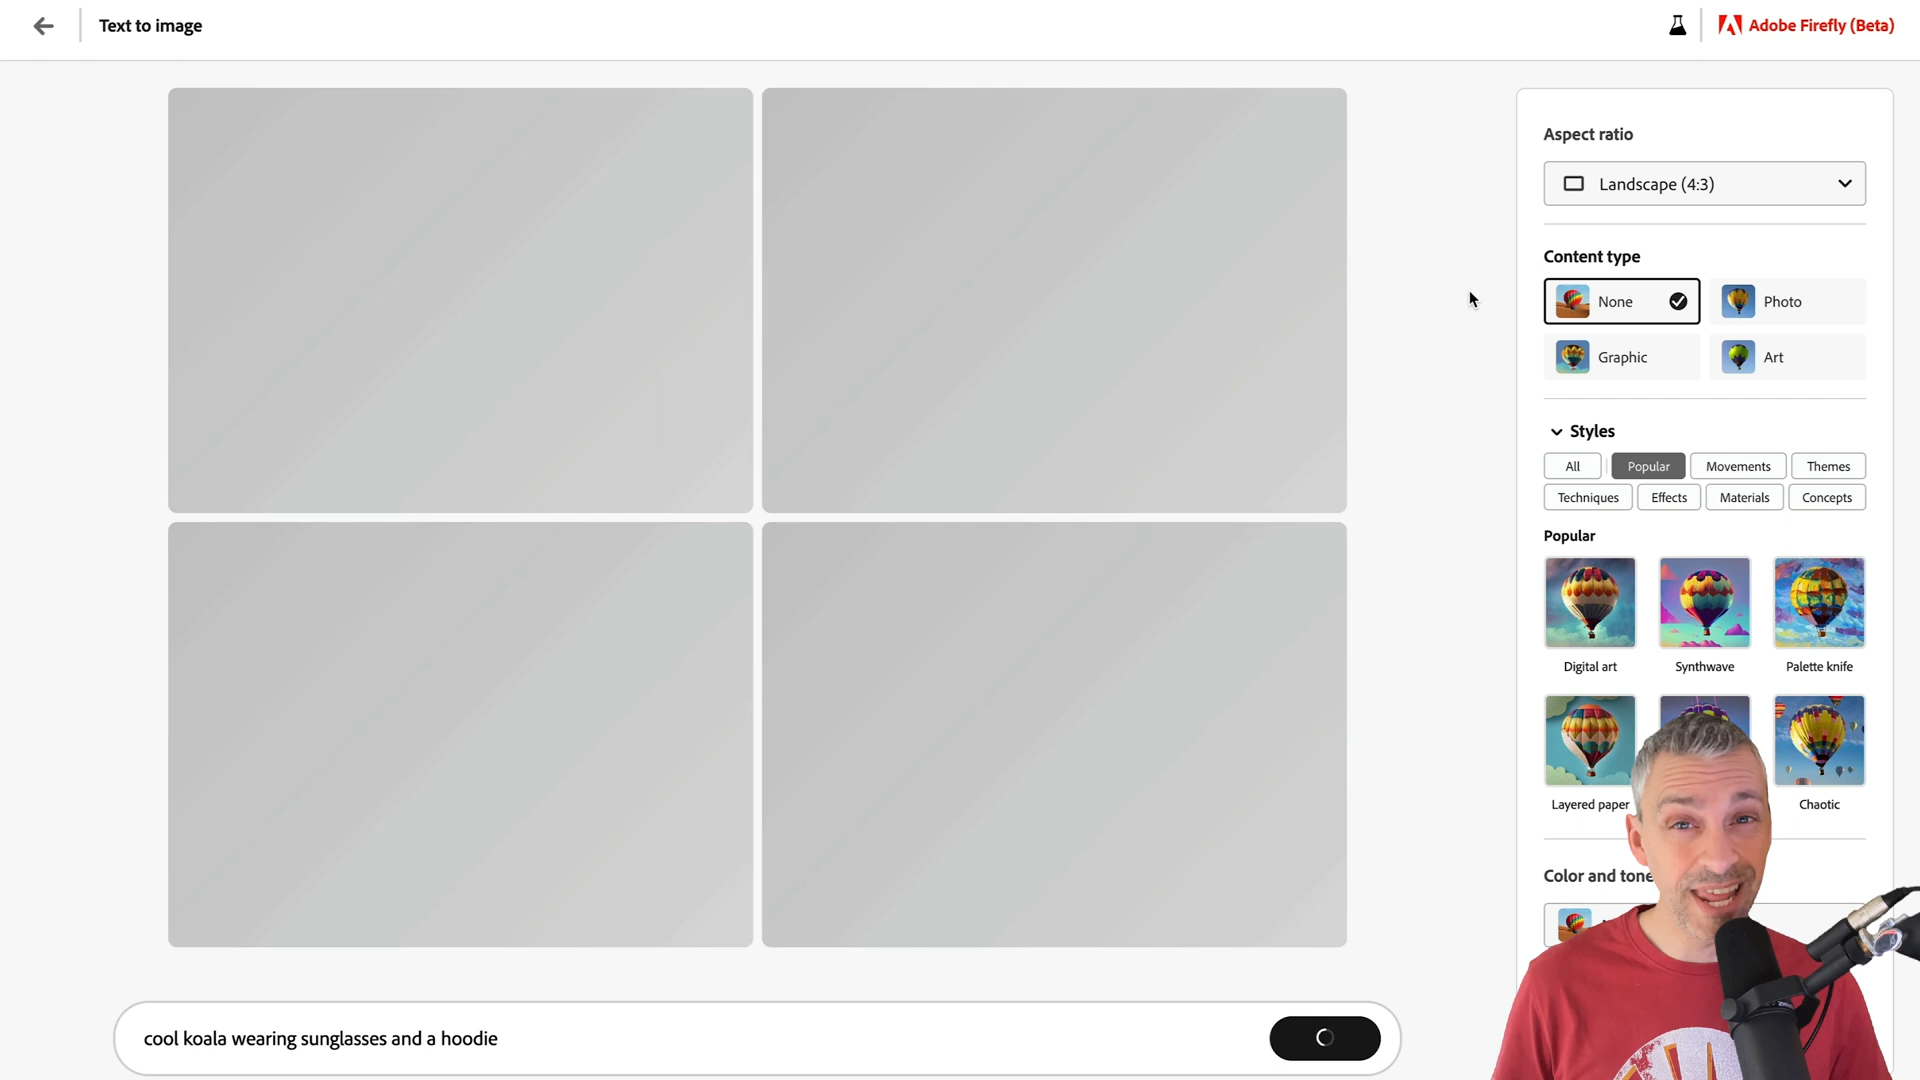 Text to image
Adobe Firefly (Beta)
Aspect ratio
Landscape (4:3)
Content type
None
Photo
Graphic
Art
Styles
All
Popular
Movements
Themes
Techniques
Effects
Materials
Concepts
Popular
Digital art
Synthwave
Palette knife
Layered paper
Chaotic
Color and tone
cool koala wearing sunglasses and a hoodie